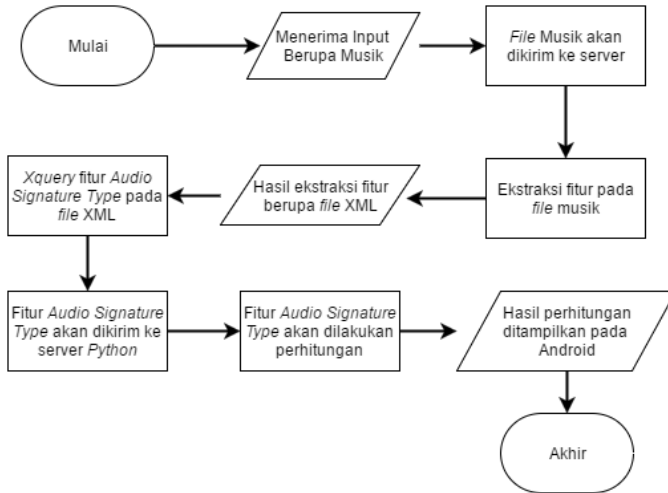 Mulai
Menerima Input
Berupa Musik
File Musik akan
dikirim ke server
Ekstraksi fitur pada
file musik
Hasil ekstraksi fitur
berupa file XML
Xquery fitur Audio
Signature Type pada
file XML
Fitur Audio Signature
Type akan dikirim ke
server Python
Fitur Audio Signature
Type akan dilakukan
perhitungan
Hasil perhitungan
ditampilkan pada
Android
Akhir